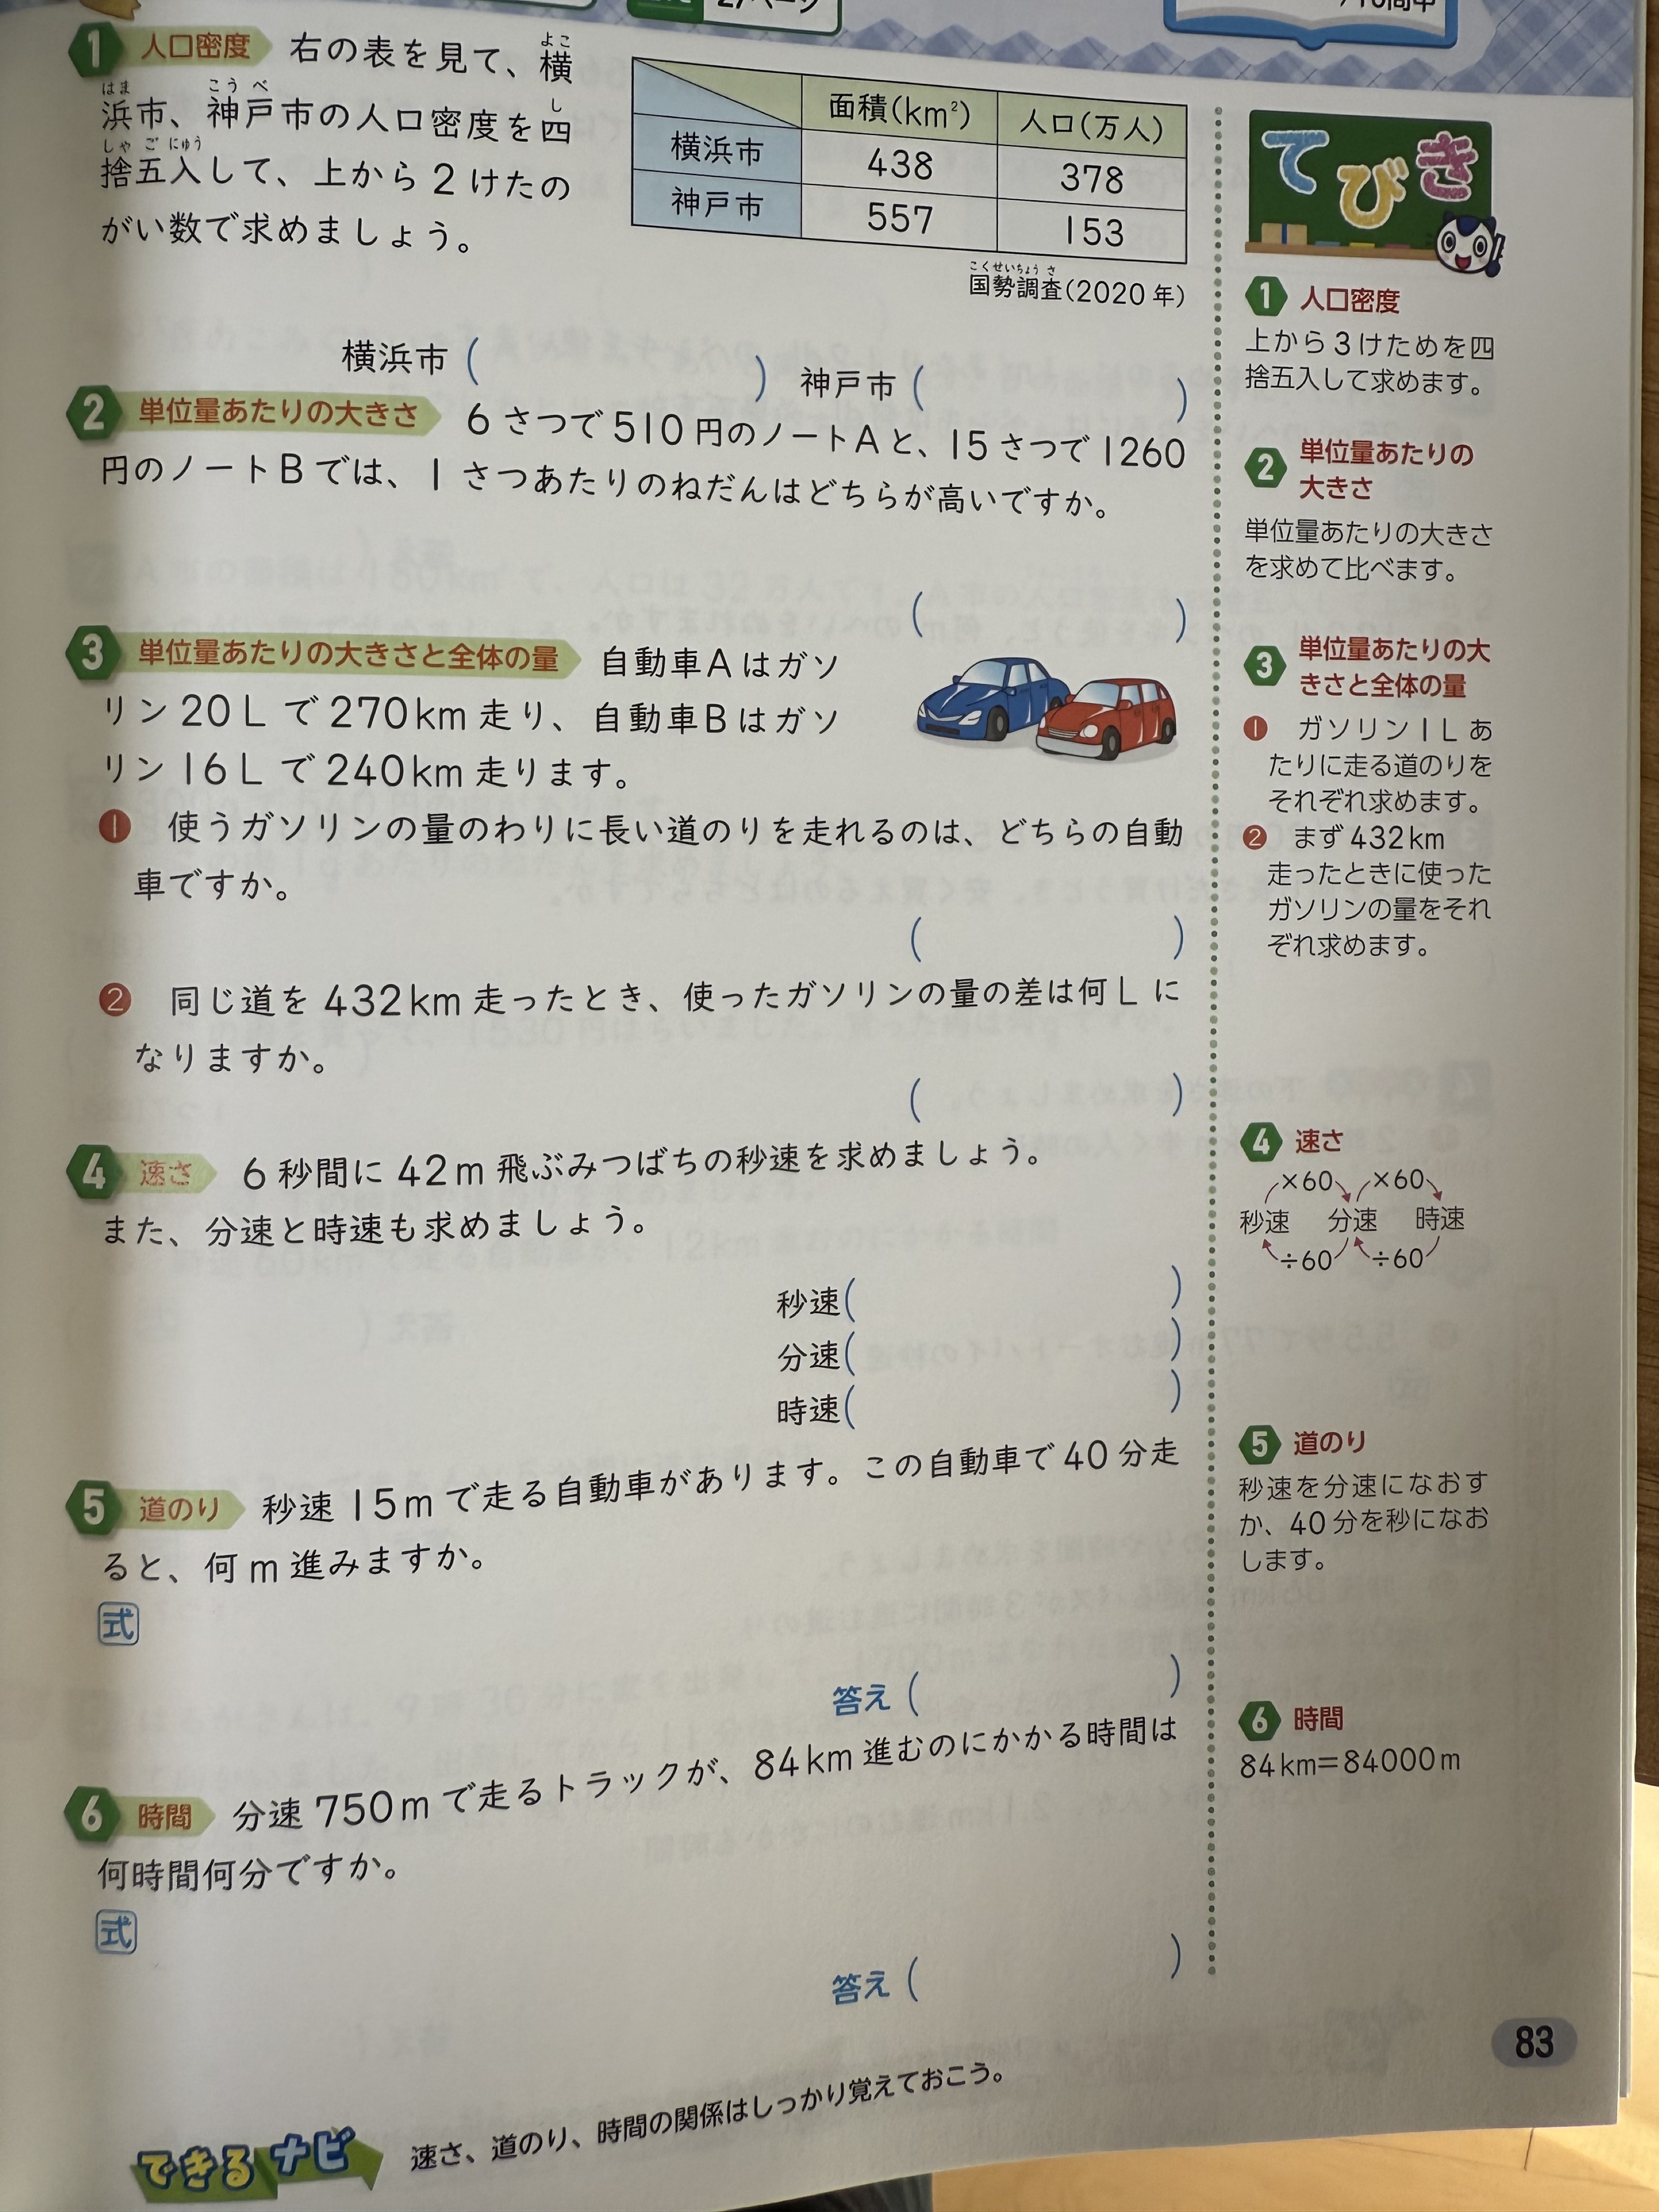 27ページ
1 人口密度 右の表を見て、横
浜市、神戸市の人口密度を四
捨五入して、上から2けたの
がい数で求めましょう。
よこ
はま こう べ し
しゃ ご にゅう
面積(km²) 人口(万人)
横浜市 438 378
神戸市 557 153
こくせいちょう さ
国勢調査(2020年)
横浜市 ( ) 神戸市 ( )
2 単位量あたりの大きさ 6さつで510円のノートAと、15さつで1260
円のノートBでは、1さつあたりのねだんはどちらが高いですか。
( )
3 単位量あたりの大きさと全体の量 自動車Aはガソ
リン20Lで270km走り、自動車Bはガソ
リン16Lで240km走ります。
❶ 使うガソリンの量のわりに長い道のりを走れるのは、どちらの自動
車ですか。
( )
❷ 同じ道を432km走ったとき、使ったガソリンの量の差は何Lに
なりますか。
( )
4 速さ 6秒間に42m飛ぶみつばちの秒速を求めましょう。
また、分速と時速も求めましょう。
秒速( )
分速( )
時速( )
5 道のり 秒速15mで走る自動車があります。この自動車で40分走
ると、何m進みますか。
式
答え ( )
6 時間 分速750mで走るトラックが、84km進むのにかかる時間は
何時間何分ですか。
式
答え ( )
てびき
1 人口密度
上から3けためを四
捨五入して求めます。
2 単位量あたりの
大きさ
単位量あたりの大きさ
を求めて比べます。
3 単位量あたりの大
きさと全体の量
❶ ガソリン1Lあ
たりに走る道のりを
それぞれ求めます。
❷ まず432km
走ったときに使った
ガソリンの量をそれ
ぞれ求めます。
4 速さ
×60 ×60
秒速 分速 時速
÷60 ÷60
5 道のり
秒速を分速になおす
か、40分を秒になお
します。
6 時間
84km=84000m
83
できるナビ 速さ、道のり、時間の関係はしっかり覚えておこう。